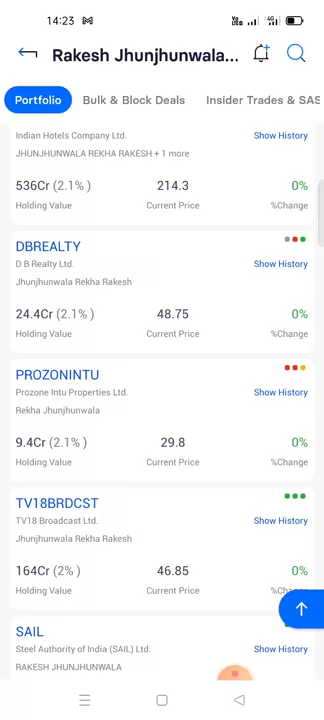 14:23
4G
Rakesh Jhunjhunwala...
Portfolio
Bulk & Block Deals
Insider Trades & SAS
Indian Hotels Company Ltd.
Show History
JHUNJHUNWALA REKHA RAKESH + 1 more
536Cr (2.1% )
214.3
0%
Holding Value
Current Price
%Change
DBREALTY
D B Realty Ltd.
Show History
Jhunjhunwala Rekha Rakesh
24.4Cr (2.1% )
48.75
0%
Holding Value
Current Price
%Change
PROZONINTU
Prozone Intu Properties Ltd.
Show History
Rekha Jhunjhunwala
9.4Cr (2.1% )
29.8
0%
Holding Value
Current Price
%Change
TV18BRDCST
TV18 Broadcast Ltd.
Show History
Jhunjhunwala Rekha Rakesh
164Cr (2% )
46.85
0%
Holding Value
Current Price
SAIL
Steel Authority of India (SAIL) Ltd.
Show History
RAKESH JHUNJHUNWALA